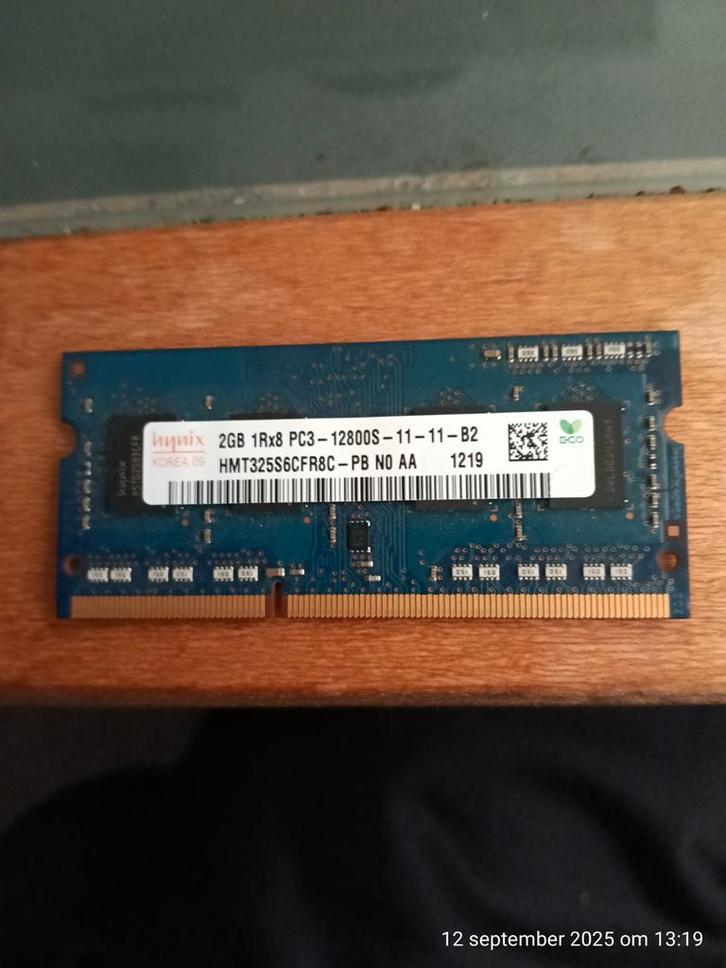 hynix
KOREA 09
2GB 1Rx8 PC3-12800S-11-11-B2
HMT325S6CFR8C-PB N0 AA 1219
ECO
hynix
12 september 2025 om 13:19